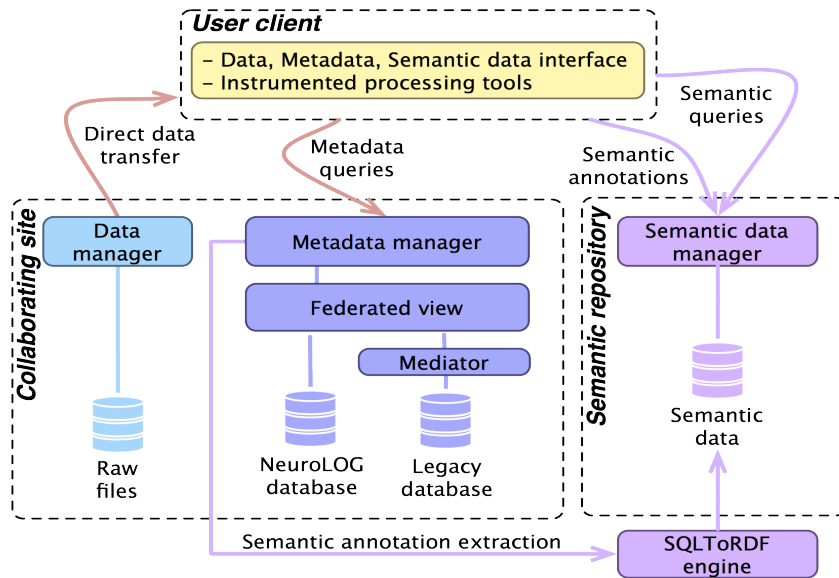 User client
– Data, Metadata, Semantic data interface
– Instrumented processing tools
Direct data
transfer
Metadata
queries
Semantic
queries
Semantic
annotations
Collaborating site
Data
manager
Metadata manager
Federated view
Mediator
Raw
files
NeuroLOG
database
Legacy
database
Semantic repository
Semantic data
manager
Semantic
data
Semantic annotation extraction
SQLToRDF
engine